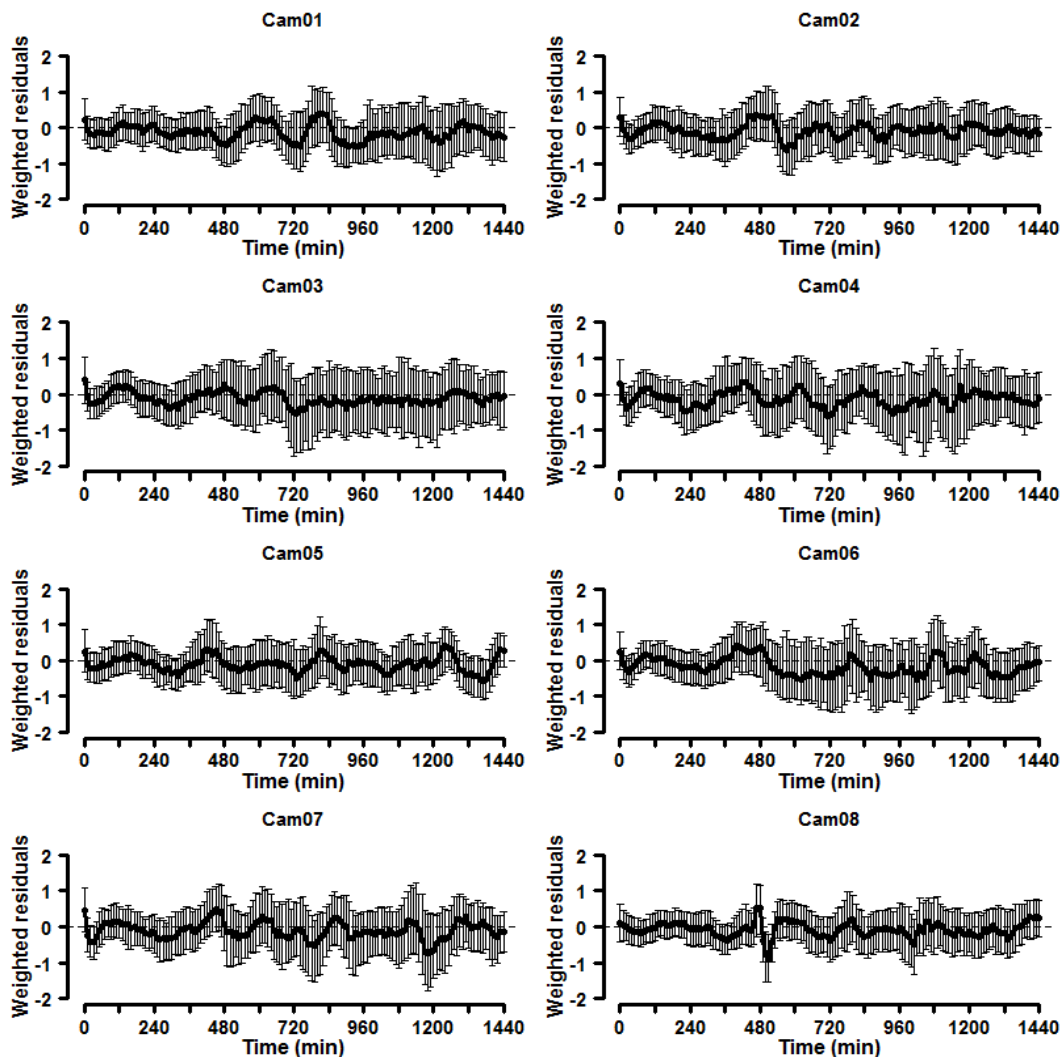 Cam01 Cam02
Weighted residuals 2 1 0 -1 -2 Weighted residuals 2 1 0 -1 -2
0 240 480 720 960 1200 1440 0 240 480 720 960 1200 1440
Time (min) Time (min)
Cam03 Cam04
Weighted residuals 2 1 0 -1 -2 Weighted residuals 2 1 0 -1 -2
0 240 480 720 960 1200 1440 0 240 480 720 960 1200 1440
Time (min) Time (min)
Cam05 Cam06
Weighted residuals 2 1 0 -1 -2 Weighted residuals 2 1 0 -1 -2
0 240 480 720 960 1200 1440 0 240 480 720 960 1200 1440
Time (min) Time (min)
Cam07 Cam08
Weighted residuals 2 1 0 -1 -2 Weighted residuals 2 1 0 -1 -2
0 240 480 720 960 1200 1440 0 240 480 720 960 1200 1440
Time (min) Time (min)